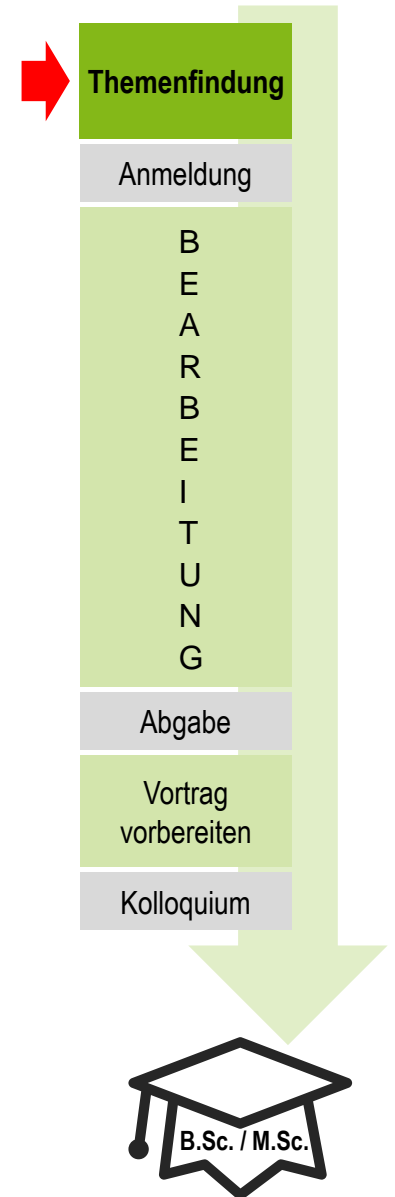 Themenfindung
Anmeldung
B
E
A
R
B
E
I
T
U
N
G
Abgabe
Vortrag
vorbereiten
Kolloquium
B.Sc. / M.Sc.